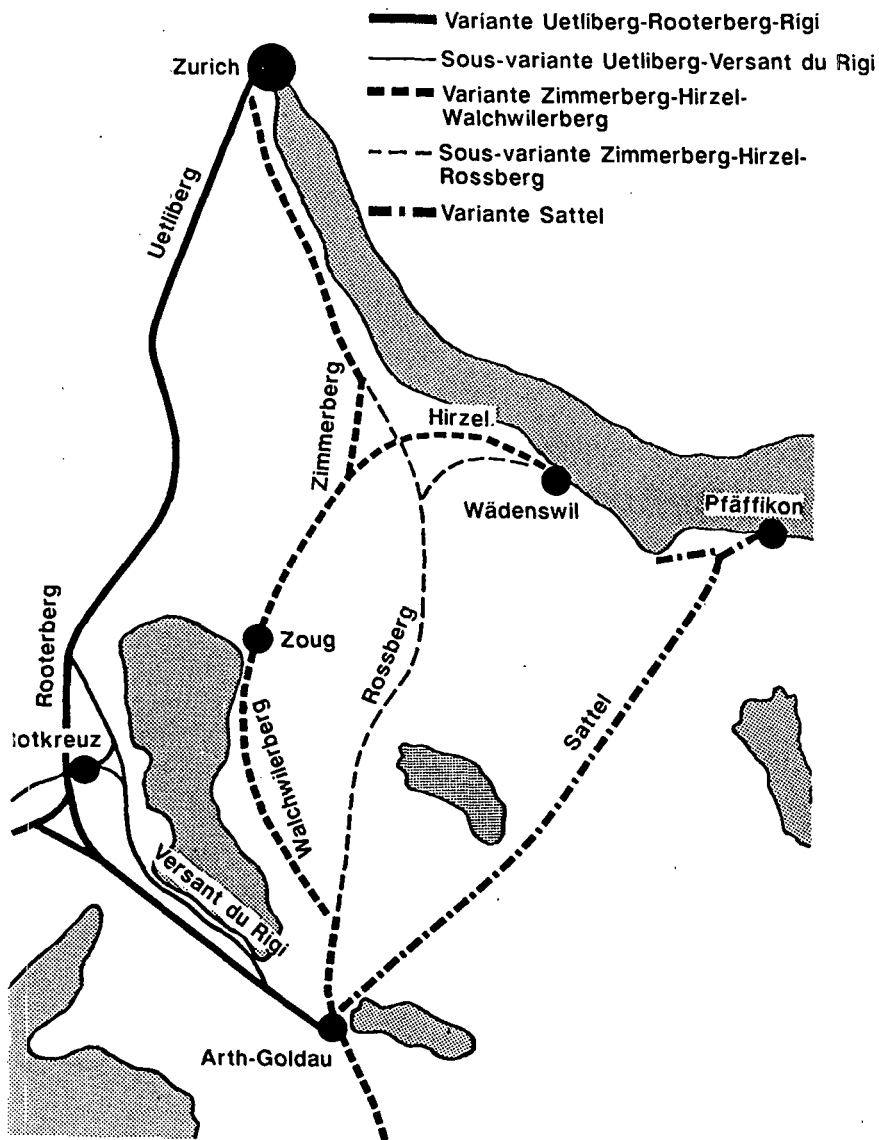 Variante Uetliberg-Rooterberg-Rigi
Zurich
Sous-variante Uetliberg-Versant du Rigi
Variante Zimmerberg-Hirzel-
Walchwilerberg
Sous-variante Zimmerberg-Hirzel-
Rossberg
Variante Sattel
Uetliberg
Zimmerberg
Hirzel
Wädenswil
Pfäffikon
Rooterberg
Zoug
Rossberg
Sattel
otkreuz
Walchwilerberg
Versant du Rigi
Arth-Goldau